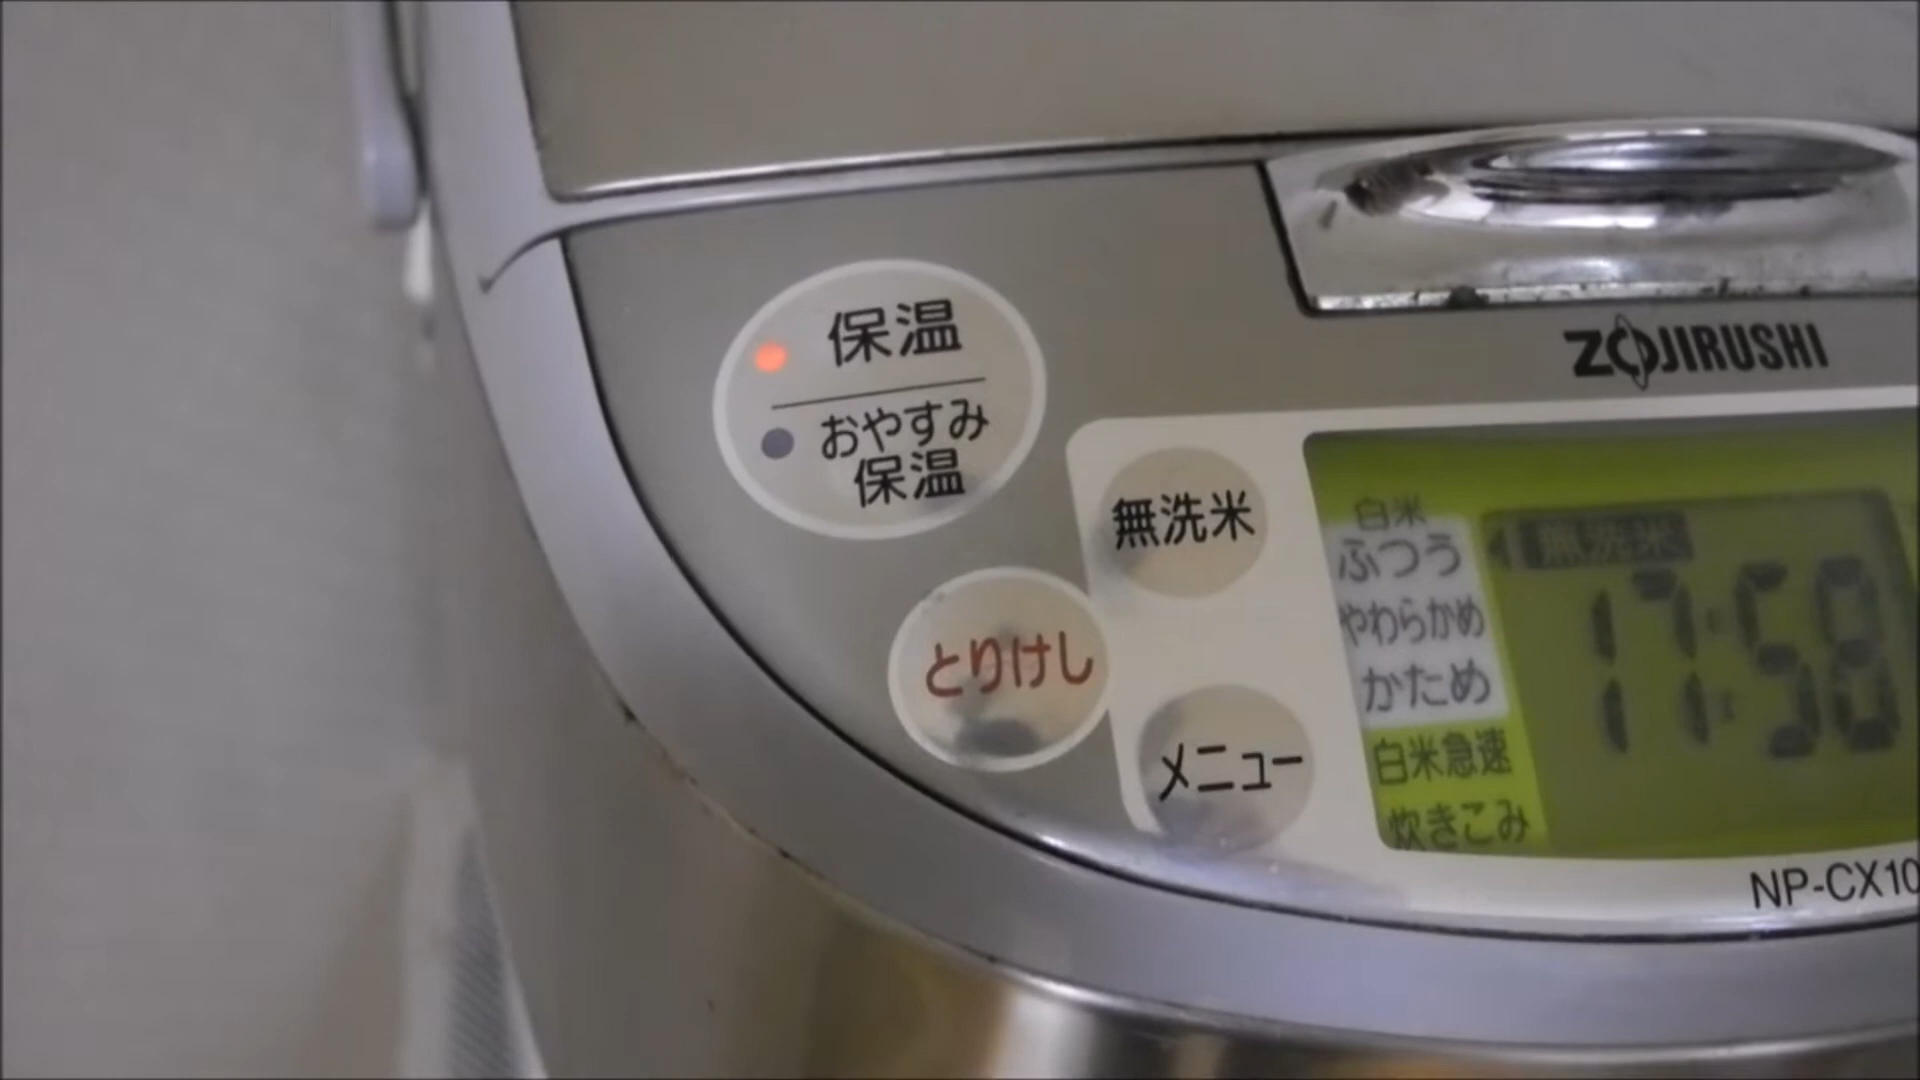 保温
おやすみ
保温
ZOJIRUSHI
無洗米
とりけし
メニュー
白米
ふつう
やわらかめ
かため
白米急速
炊きこみ
無洗米
17:58
NP-CX10